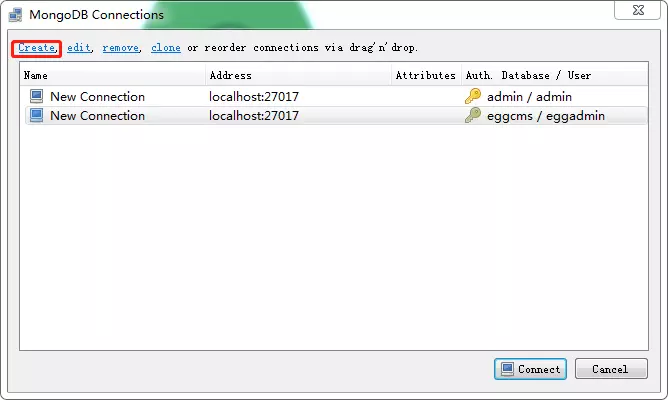 MongoDB Connections
Create, edit, remove, clone or reorder connections via drag'n'drop.
Name Address Attributes Auth. Database / User
New Connection localhost:27017 admin / admin
New Connection localhost:27017 eggcms / eggadmin
Connect Cancel